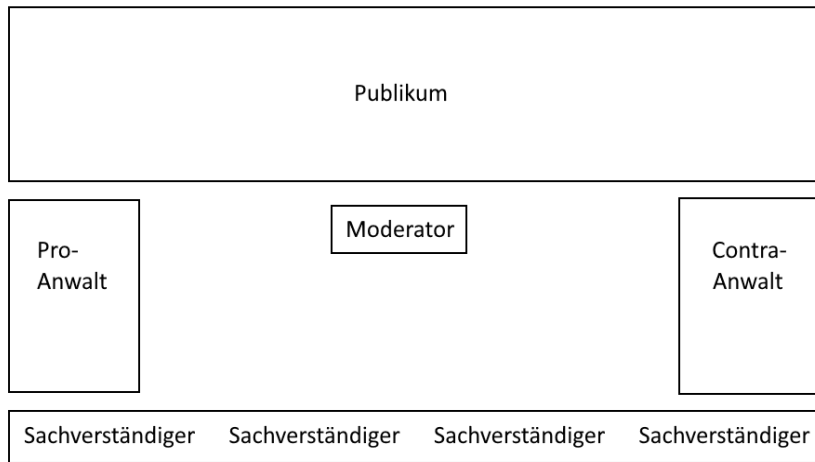 Publikum
Moderator
Pro-
Anwalt
Contra-
Anwalt
Sachverständiger Sachverständiger Sachverständiger Sachverständiger